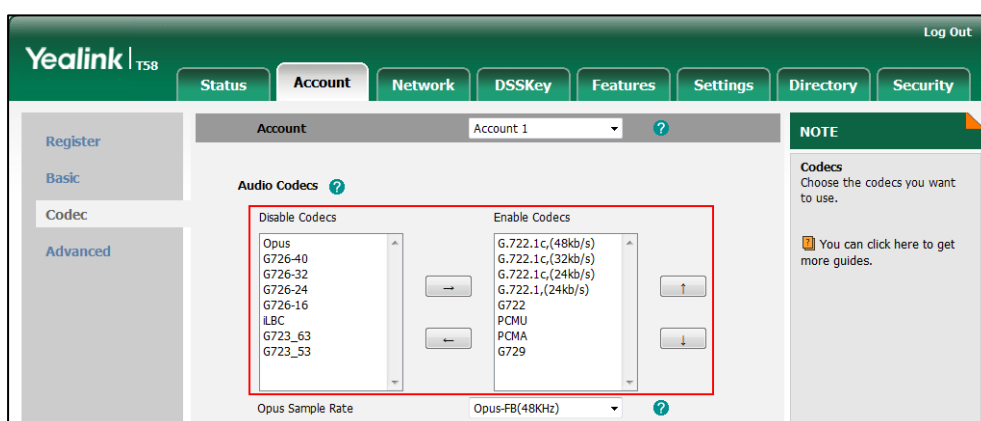 Log Out
Yealink T58
Status Account Network DSSKey Features Settings Directory Security
Register
Basic
Codec
Advanced
Account Account 1
Audio Codecs
Disable Codecs
Opus
G726-40
G726-32
G726-24
G726-16
iLBC
G723_63
G723_53
→
←
Enable Codecs
G.722.1c,(48kb/s)
G.722.1c,(32kb/s)
G.722.1c,(24kb/s)
G.722.1,(24kb/s)
G722
PCMU
PCMA
G729
↑
↓
Opus Sample Rate Opus-FB(48KHz)
NOTE
Codecs
Choose the codecs you want
to use.
You can click here to get
more guides.